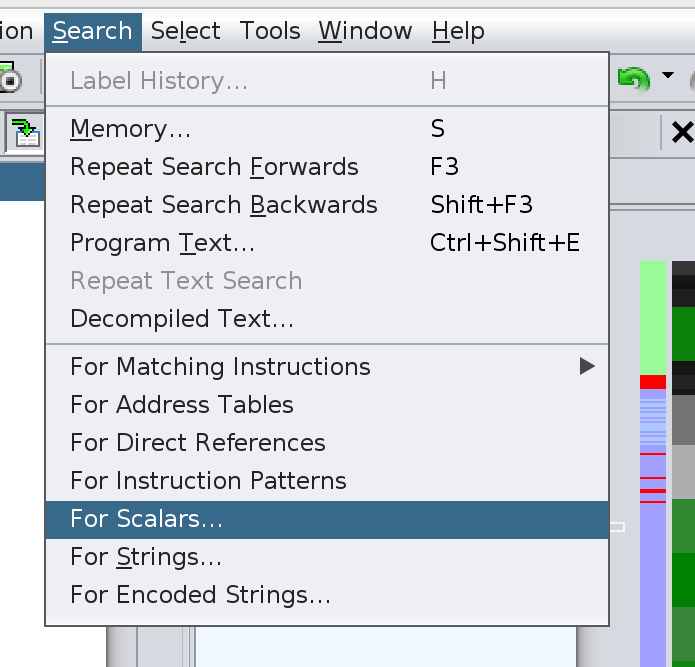 ion Search Select Tools Window Help
Label History... H
Memory... S
Repeat Search Forwards F3
Repeat Search Backwards Shift+F3
Program Text... Ctrl+Shift+E
Repeat Text Search
Decompiled Text...
For Matching Instructions
For Address Tables
For Direct References
For Instruction Patterns
For Scalars...
For Strings...
For Encoded Strings...